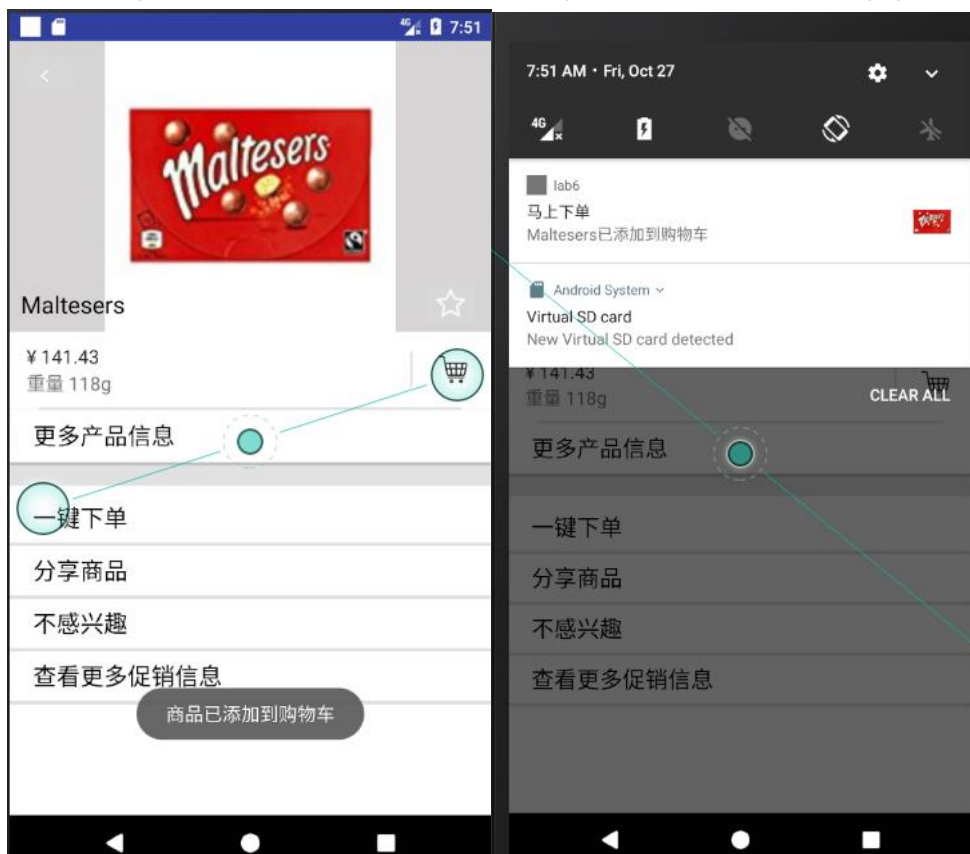 7:51
Maltesers
Maltesers
¥ 141.43
重量 118g
更多产品信息
一键下单
分享商品
不感兴趣
查看更多促销信息
商品已添加到购物车
7:51 AM • Fri, Oct 27
4G
lab6
马上下单
Maltesers已添加到购物车
Android System
Virtual SD card
New Virtual SD card detected
¥ 141.43
重量 118g
CLEAR ALL
更多产品信息
一键下单
分享商品
不感兴趣
查看更多促销信息